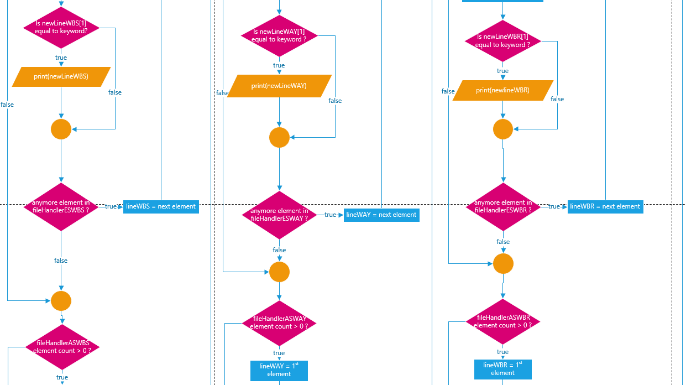 Is newLineWBS[1]
equal to keyword?
true
print(newLineWBS)
false
false
anymore element in
fileHandlerESWBS ?
true
lineWBS = next element
false
fileHandlerASWBS
element count > 0 ?
true
Is newLineWAY[1]
equal to keyword ?
true
print(newLineWAY)
false
false
anymore element in
fileHandlerESWAY ?
true
lineWAY = next element
false
fileHandlerASWAY
element count > 0 ?
true
lineWAY = 1st
element
Is newLineWBR[1]
equal to keyword ?
true
print(newlineWBR)
false
false
anymore element in
fileHandlerESWBR ?
true
lineWBR = next element
false
fileHandlerASWBR
element count > 0 ?
true
lineWBR = 1st
element